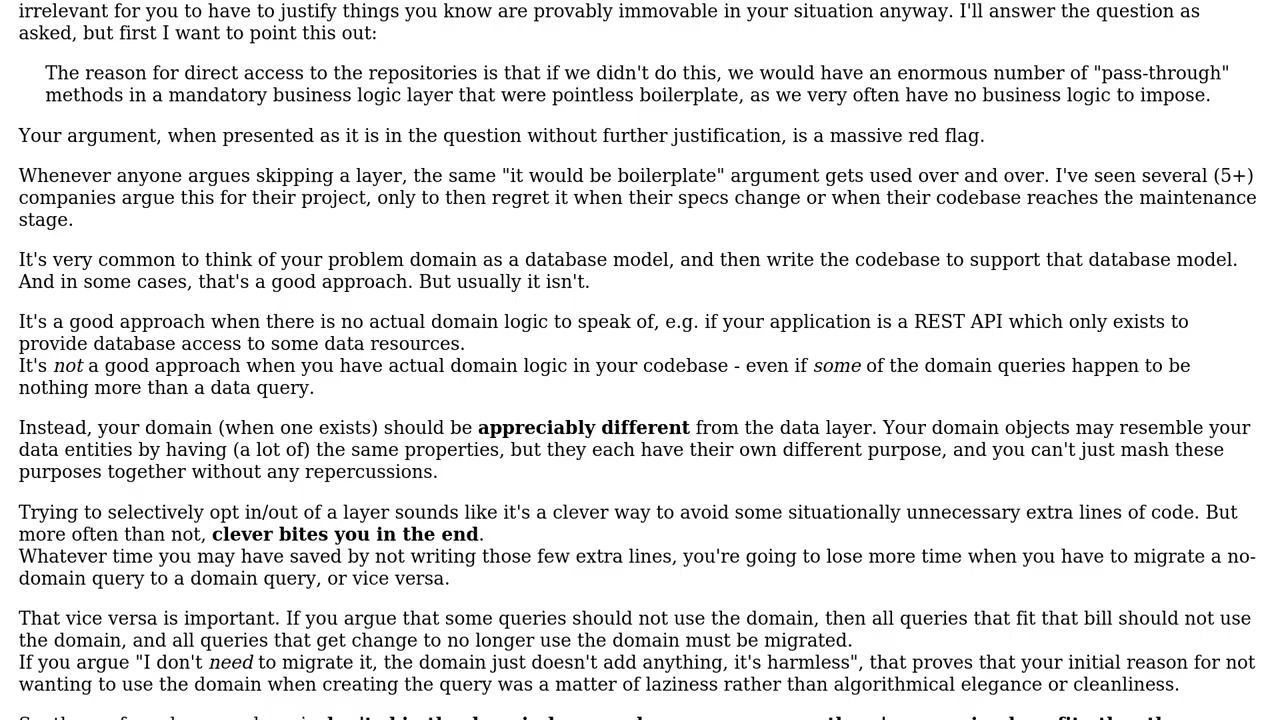 irrelevant for you to have to justify things you know are provably immovable in your situation anyway. I'll answer the question as
asked, but first I want to point this out:
The reason for direct access to the repositories is that if we didn't do this, we would have an enormous number of "pass-through"
methods in a mandatory business logic layer that were pointless boilerplate, as we very often have no business logic to impose.
Your argument, when presented as it is in the question without further justification, is a massive red flag.
Whenever anyone argues skipping a layer, the same "it would be boilerplate" argument gets used over and over. I've seen several (5+)
companies argue this for their project, only to then regret it when their specs change or when their codebase reaches the maintenance
stage.
It's very common to think of your problem domain as a database model, and then write the codebase to support that database model.
And in some cases, that's a good approach. But usually it isn't.
It's a good approach when there is no actual domain logic to speak of, e.g. if your application is a REST API which only exists to
provide database access to some data resources.
It's not a good approach when you have actual domain logic in your codebase - even if some of the domain queries happen to be
nothing more than a data query.
Instead, your domain (when one exists) should be appreciably different from the data layer. Your domain objects may resemble your
data entities by having (a lot of) the same properties, but they each have their own different purpose, and you can't just mash these
purposes together without any repercussions.
Trying to selectively opt in/out of a layer sounds like it's a clever way to avoid some situationally unnecessary extra lines of code. But
more often than not, clever bites you in the end.
Whatever time you may have saved by not writing those few extra lines, you're going to lose more time when you have to migrate a no-
domain query to a domain query, or vice versa.
That vice versa is important. If you argue that some queries should not use the domain, then all queries that fit that bill should not use
the domain, and all queries that get change to no longer use the domain must be migrated.
If you argue "I don't need to migrate it, the domain just doesn't add anything, it's harmless", that proves that your initial reason for not
wanting to use the domain when creating the query was a matter of laziness rather than algorithmical elegance or cleanliness.